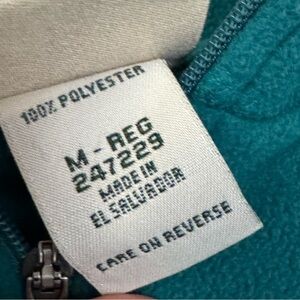 100% POLYESTER
M - REG
247229
MADE IN
EL SALVADOR
CARE ON REVERSE